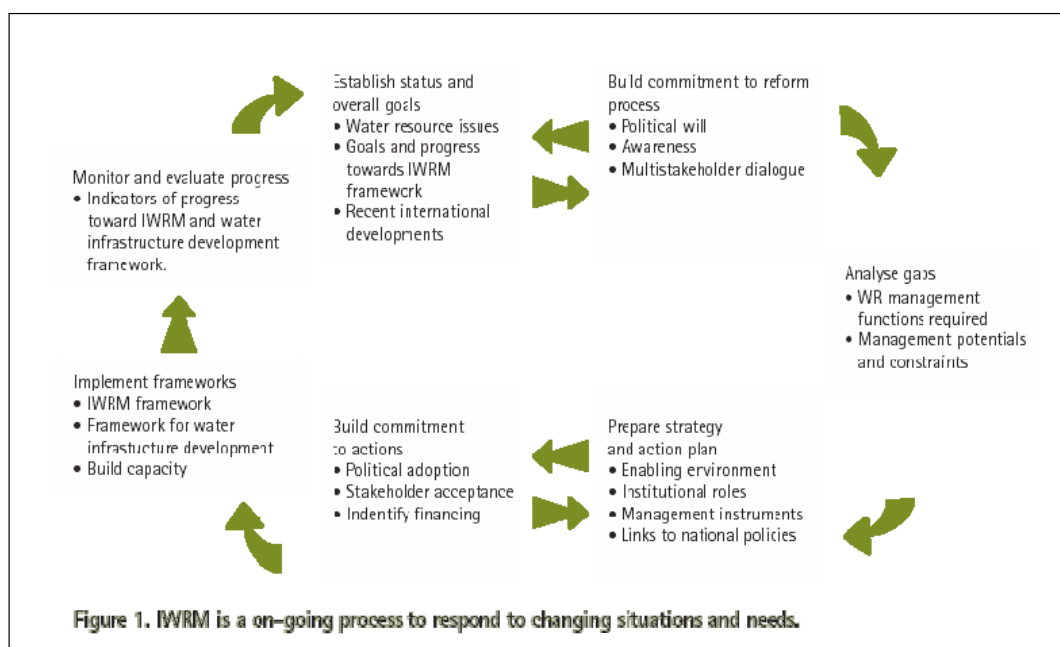 Establish status and
overall goals
• Water resource issues
• Goals and progress
towards IWRM
framework
• Recent international
developments
Build commitment to reform
process
• Political will
• Awareness
• Multistakeholder dialogue
Monitor and evaluate progress
• Indicators of progress
toward IWRM and water
infrastructure development
framework.
Analyse gaps
• WR management
functions required
• Management potentials
and constraints
Implement frameworks
• IWRM framework
• Framework for water
infrastucture development
• Build capacity
Build commitment
to actions
• Political adoption
• Stakeholder acceptance
• Indentify financing
Prepare strategy
and action plan
• Enabling environment
• Institutional roles
• Management instruments
• Links to national policies
Figure 1. IWRM is a on-going process to respond to changing situations and needs.